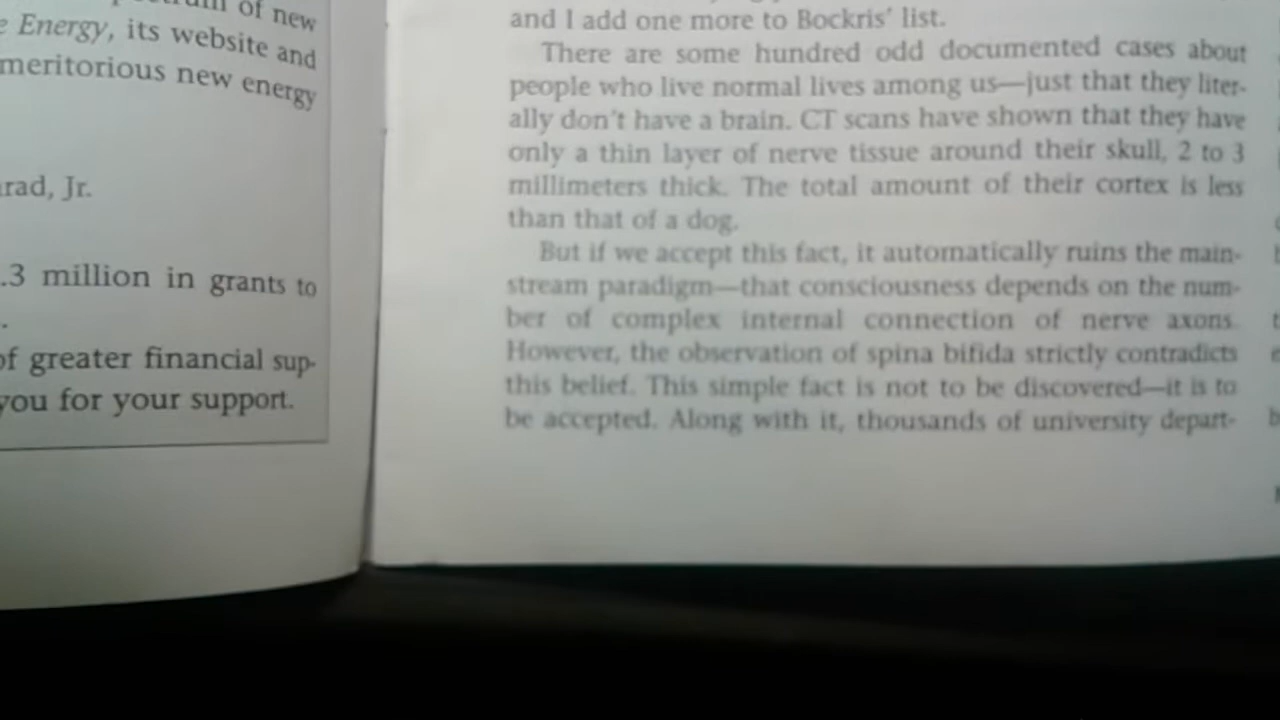 of new
Energy, its website and
meritorious new energy
rad, Jr.
.3 million in grants to
.
of greater financial sup-
you for your support.
and I add one more to Bockris' list.
There are some hundred odd documented cases about
people who live normal lives among us—just that they liter-
ally don't have a brain. CT scans have shown that they have
only a thin layer of nerve tissue around their skull, 2 to 3
millimeters thick. The total amount of their cortex is less
than that of a dog.
But if we accept this fact, it automatically ruins the main-
stream paradigm—that consciousness depends on the num-
ber of complex internal connection of nerve axons.
However, the observation of spina bifida strictly contradicts
this belief. This simple fact is not to be discovered—it is to
be accepted. Along with it, thousands of university depart-